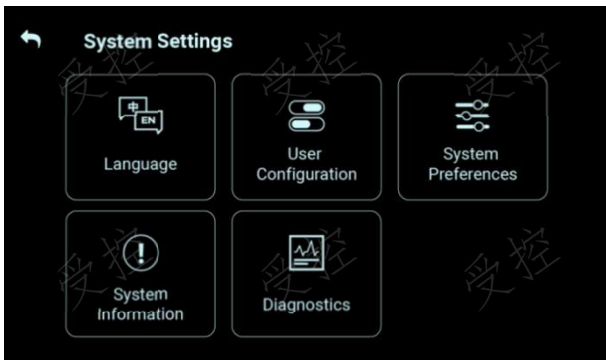 System Settings
中
EN
Language
User
Configuration
System
Preferences
System
Information
Diagnostics
受控
受控
受控
受控
受控
受控